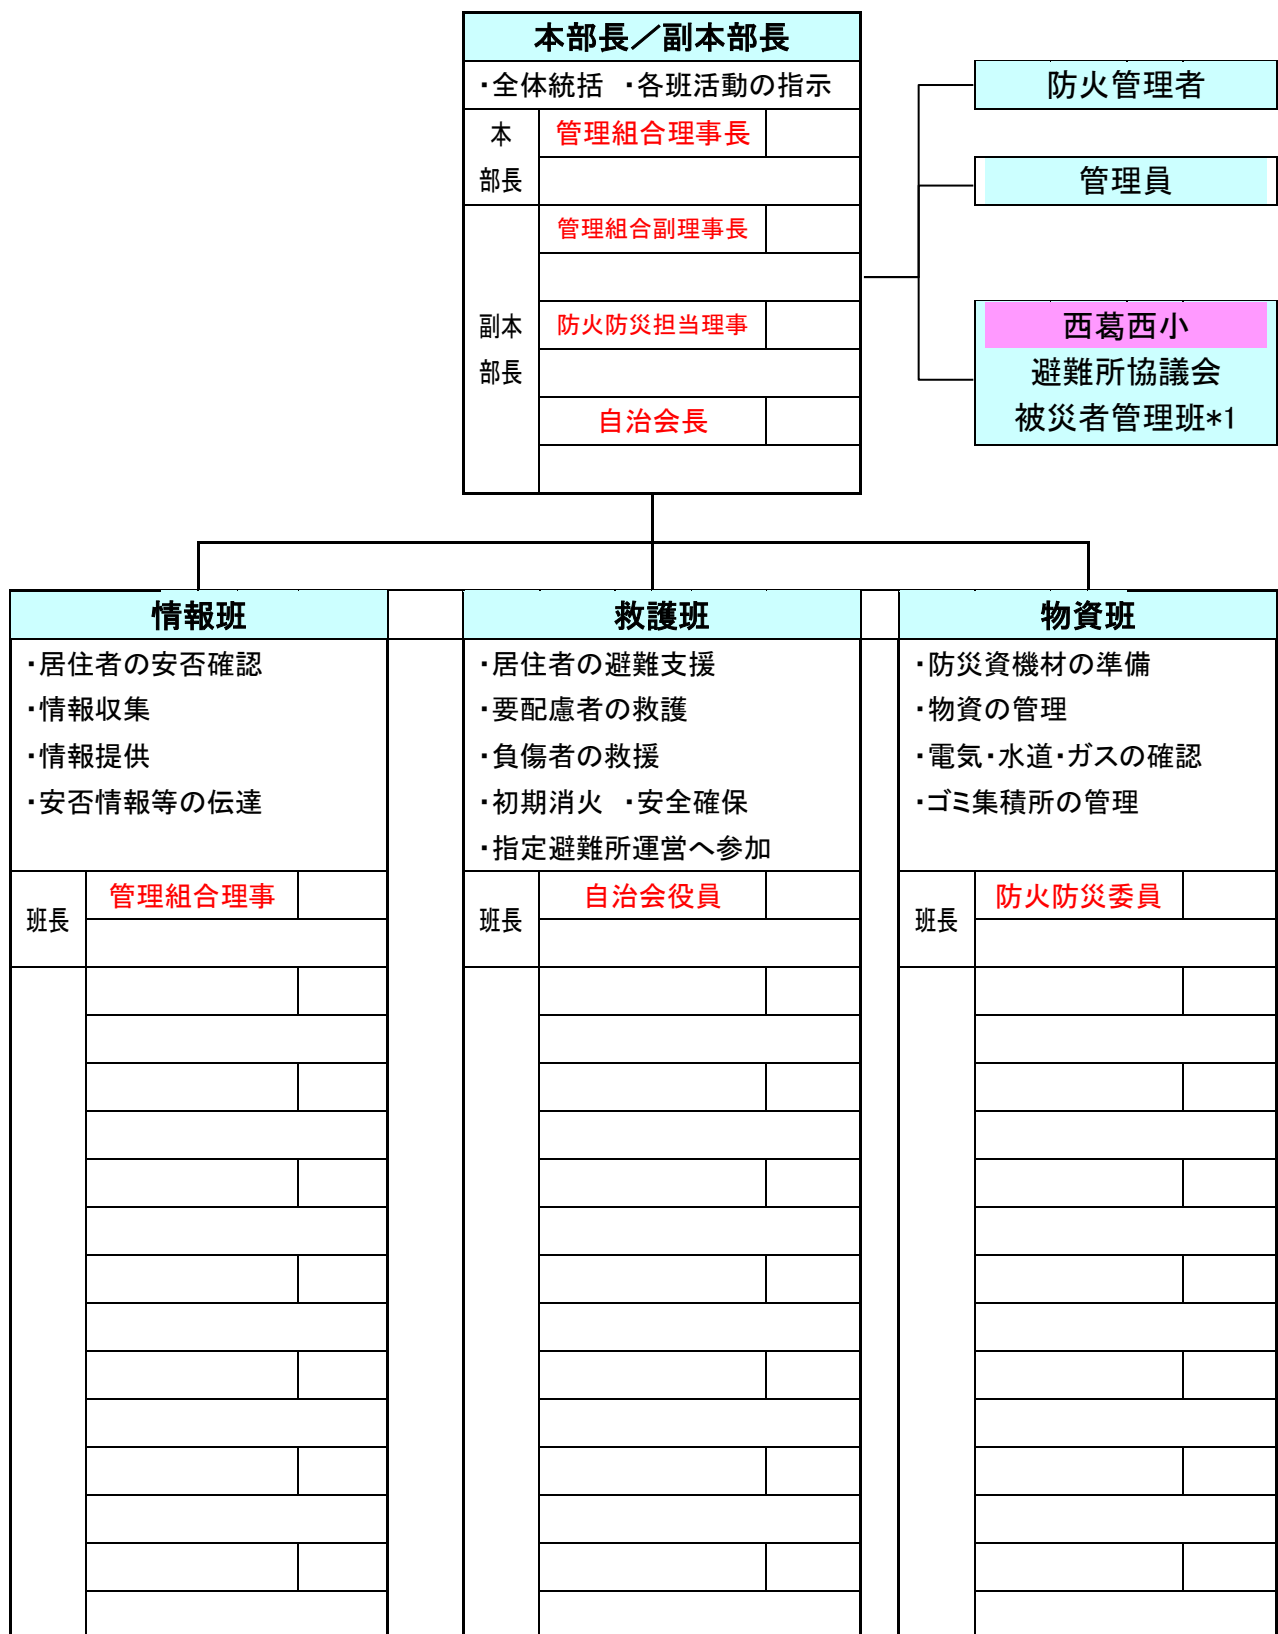 本部長／副本部長
・全体統括　・各班活動の指示
本
部長
管理組合理事長
管理組合副理事長
副本
部長
防火防災担当理事
自治会長
防火管理者
管理員
西葛西小
避難所協議会
被災者管理班*1
情報班
・居住者の安否確認
・情報収集
・情報提供
・安否情報等の伝達
班長
管理組合理事
救護班
・居住者の避難支援
・要配慮者の救護
・負傷者の救援
・初期消火　・安全確保
・指定避難所運営へ参加
班長
自治会役員
物資班
・防災資機材の準備
・物資の管理
・電気・水道・ガスの確認
・ゴミ集積所の管理
班長
防火防災委員